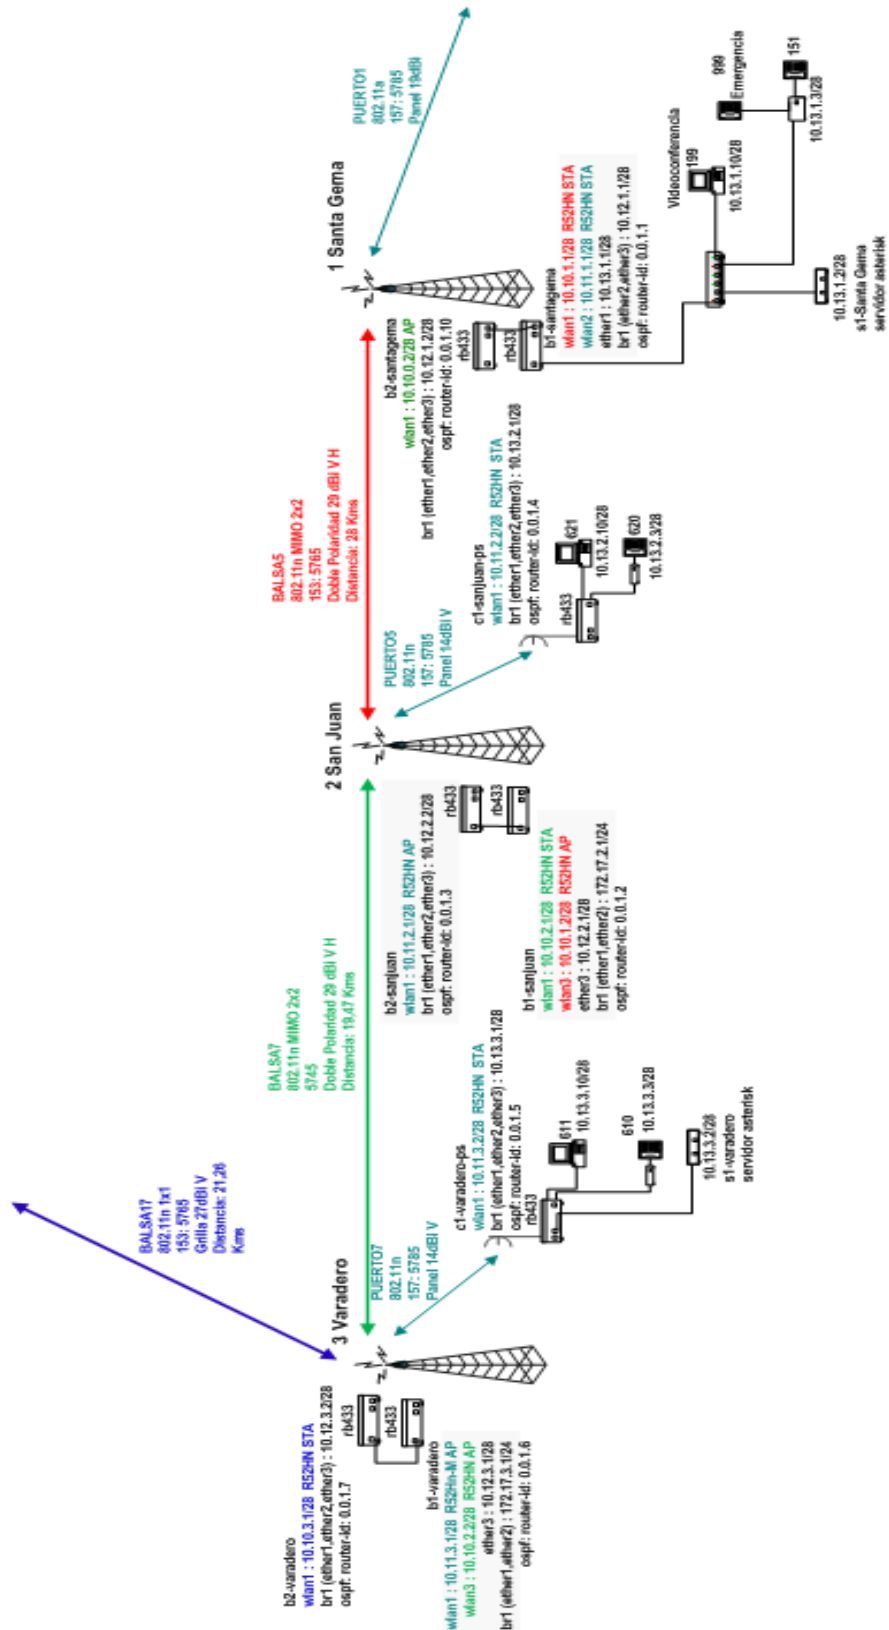 BALSA17
802.11n 1x1
153: 5765
Grilla 27dBi V
Distancia: 21,26
Kms
BALSA7
802.11n MIMO 2x2
5745
Doble Polaridad 29 dBi V H
Distancia: 19,47 Kms
BALSA5
802.11n MIMO 2x2
153: 5765
Doble Polaridad 29 dBi V H
Distancia: 28 Kms
PUERTO1
802.11a
157: 5785
Panel 19dBi
3 Varadero
2 San Juan
1 Santa Gema
b2-varadero
wlan1 : 10.10.3.1/28 R52HN STA
br1 (ether1,ether2,ether3) : 10.12.3.2/28
ospf: router-id: 0.0.1.7
rb433
rb433
b1-varadero
wlan1 : 10.11.3.1/28 R52Hn-M AP
wlan3 : 10.10.2.2/28 R52HN AP
ether3 : 10.12.3.1/28
br1 (ether1,ether2) : 172.17.3.1/24
ospf: router-id: 0.0.1.6
PUERTO7
802.11n
157: 5785
Panel 14dBi V
c1-varadero-ps
wlan1 : 10.11.3.2/28 R52HN STA
br1 (ether1,ether2,ether3) : 10.13.3.1/28
ospf: router-id: 0.0.1.5
rb433
611
10.13.3.10/28
610
10.13.3.3/28
10.13.3.2/28
s1-varadero
servidor asterisk
b2-sanjuan
wlan1 : 10.11.2.1/28 R52HN AP
br1 (ether1,ether2,ether3) : 10.12.2.2/28
ospf: router-id: 0.0.1.3
rb433
rb433
b1-sanjuan
wlan1 : 10.10.2.1/28 R52HN STA
wlan3 : 10.10.1.2/28 R52HN AP
ether3 : 10.12.2.1/28
br1 (ether1,ether2) : 172.17.2.1/24
ospf: router-id: 0.0.1.2
PUERTO5
802.11n
157: 5785
Panel 14dBi V
c1-sanjuan-ps
wlan1 : 10.11.2.2/28 R52HN STA
br1 (ether1,ether2,ether3) : 10.13.2.1/28
ospf: router-id: 0.0.1.4
rb433
621
10.13.2.10/28
620
10.13.2.3/28
b2-santagema
wlan1 : 10.10.0.2/28 AP
br1 (ether1,ether2,ether3) : 10.12.1.2/28
ospf: router-id: 0.0.1.10
rb433
rb433
b1-santagema
wlan1 : 10.10.1.1/28 R52HN STA
wlan2 : 10.11.1.1/28 R52HN STA
ether1 : 10.13.1.1/28
br1 (ether2,ether3) : 10.12.1.1/28
ospf: router-id: 0.0.1.1
Videoconferencia
199
10.13.1.10/28
999
Emergencia
151
10.13.1.3/28
10.13.1.2/28
s1-Santa Gema
servidor asterisk